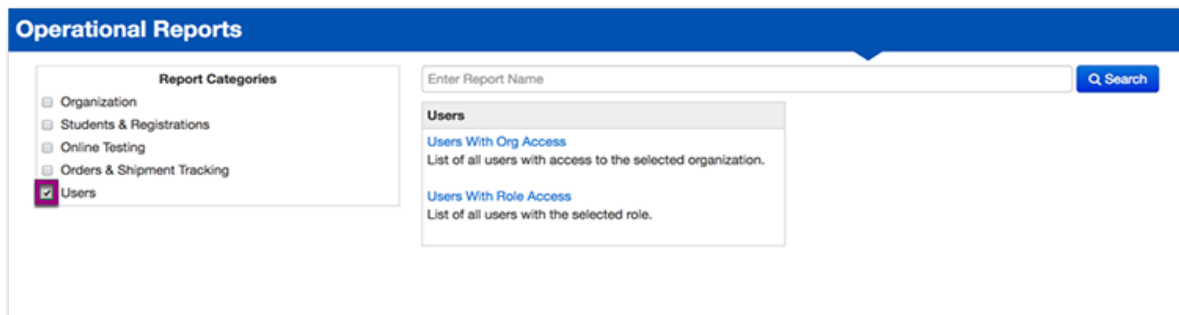 Operational Reports
Report Categories
Organization
Students & Registrations
Online Testing
Orders & Shipment Tracking
Users
Enter Report Name
Search
Users
Users With Org Access
List of all users with access to the selected organization.
Users With Role Access
List of all users with the selected role.